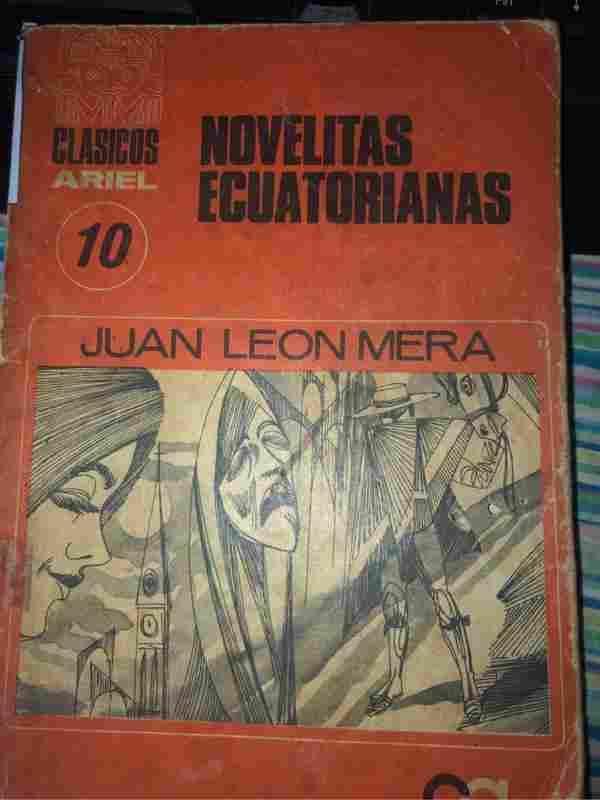 CLASICOS
ARIEL
10
NOVELITAS
ECUATORIANAS
JUAN LEON MERA